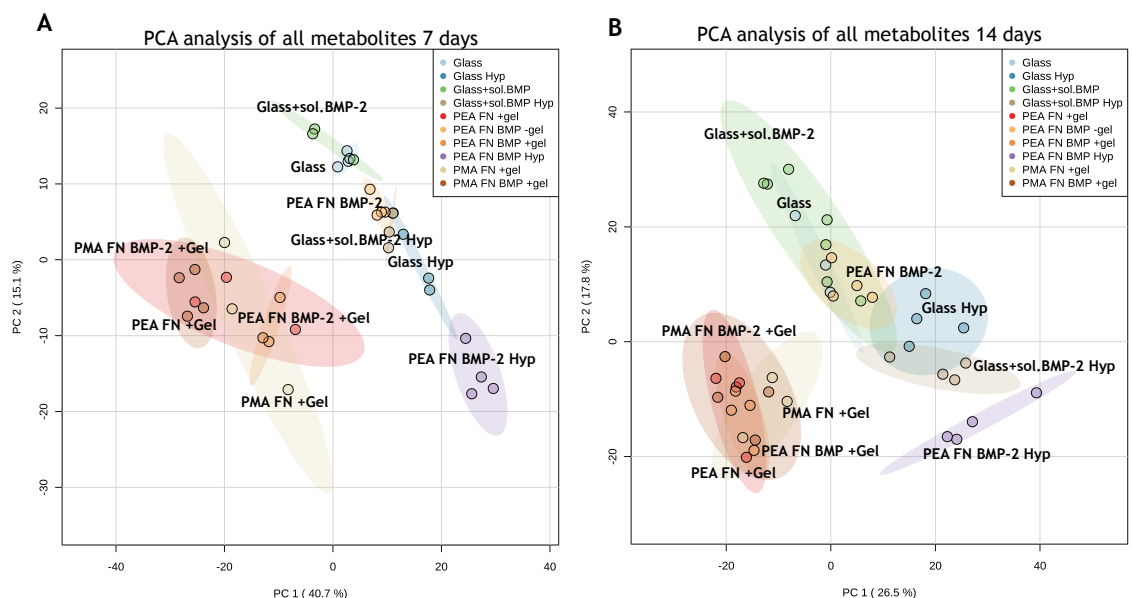 A
PCA analysis of all metabolites 7 days
Glass
Glass Hyp
Glass+sol.BMP
Glass+sol.BMP Hyp
PEA FN +gel
PEA FN BMP -gel
PEA FN BMP +gel
PEA FN BMP Hyp
PMA FN +gel
PMA FN BMP +gel
Glass+sol.BMP-2
Glass
PEA FN BMP-2
Glass+sol.BMP-2 Hyp
Glass Hyp
PMA FN BMP-2 +Gel
PEA FN +Gel
PEA FN BMP-2 +Gel
PEA FN BMP-2 Hyp
PMA FN +Gel
20
10
0
-10
-20
-30
PC 2 ( 15.1 %)
-40
-20
0
20
40
PC 1 ( 40.7 %)
B
PCA analysis of all metabolites 14 days
Glass
Glass Hyp
Glass+sol.BMP
Glass+sol.BMP Hyp
PEA FN +gel
PEA FN BMP -gel
PEA FN BMP +gel
PEA FN BMP Hyp
PMA FN +gel
PMA FN BMP +gel
Glass+sol.BMP-2
Glass
PEA FN BMP-2
Glass Hyp
PMA FN BMP-2 +Gel
Glass+sol.BMP-2 Hyp
PMA FN +Gel
PEA FN BMP +Gel
PEA FN BMP-2 Hyp
PEA FN +Gel
40
20
0
-20
PC 2 ( 17.8 %)
-20
0
20
40
PC 1 ( 26.5 %)